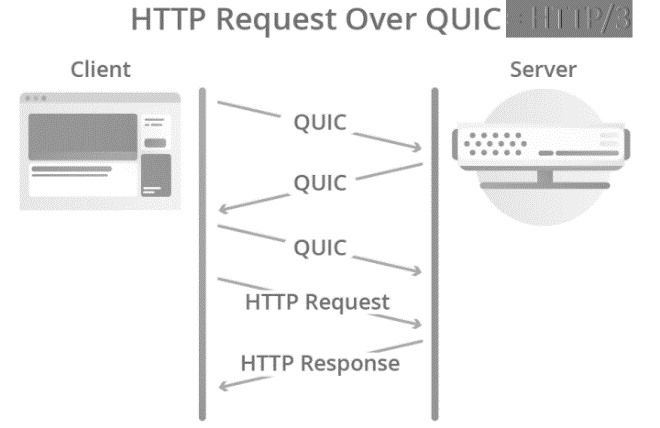 HTTP Request Over QUIC : HTTP/3
Client
Server
QUIC
QUIC
QUIC
HTTP Request
HTTP Response